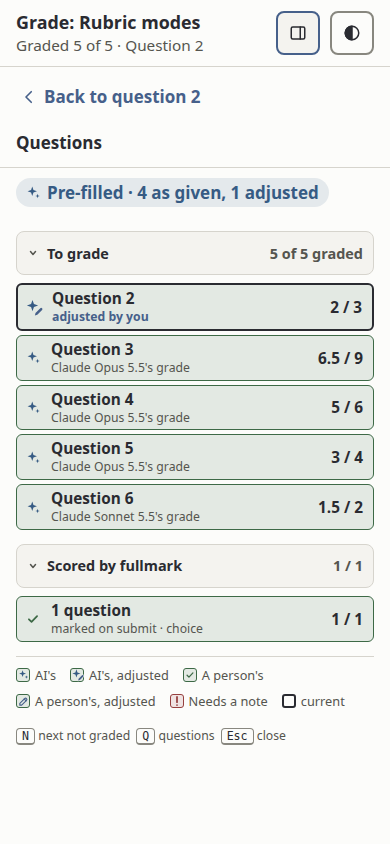 Grade: Rubric modes
Graded 5 of 5 · Question 2
Back to question 2
Questions
Pre-filled · 4 as given, 1 adjusted
To grade 5 of 5 graded
Question 2
adjusted by you
2 / 3
Question 3
Claude Opus 5.5's grade
6.5 / 9
Question 4
Claude Opus 5.5's grade
5 / 6
Question 5
Claude Opus 5.5's grade
3 / 4
Question 6
Claude Sonnet 5.5's grade
1.5 / 2
Scored by fullmark 1 / 1
1 question
marked on submit · choice
1 / 1
AI's AI's, adjusted A person's
A person's, adjusted Needs a note current
N next not graded Q questions Esc close